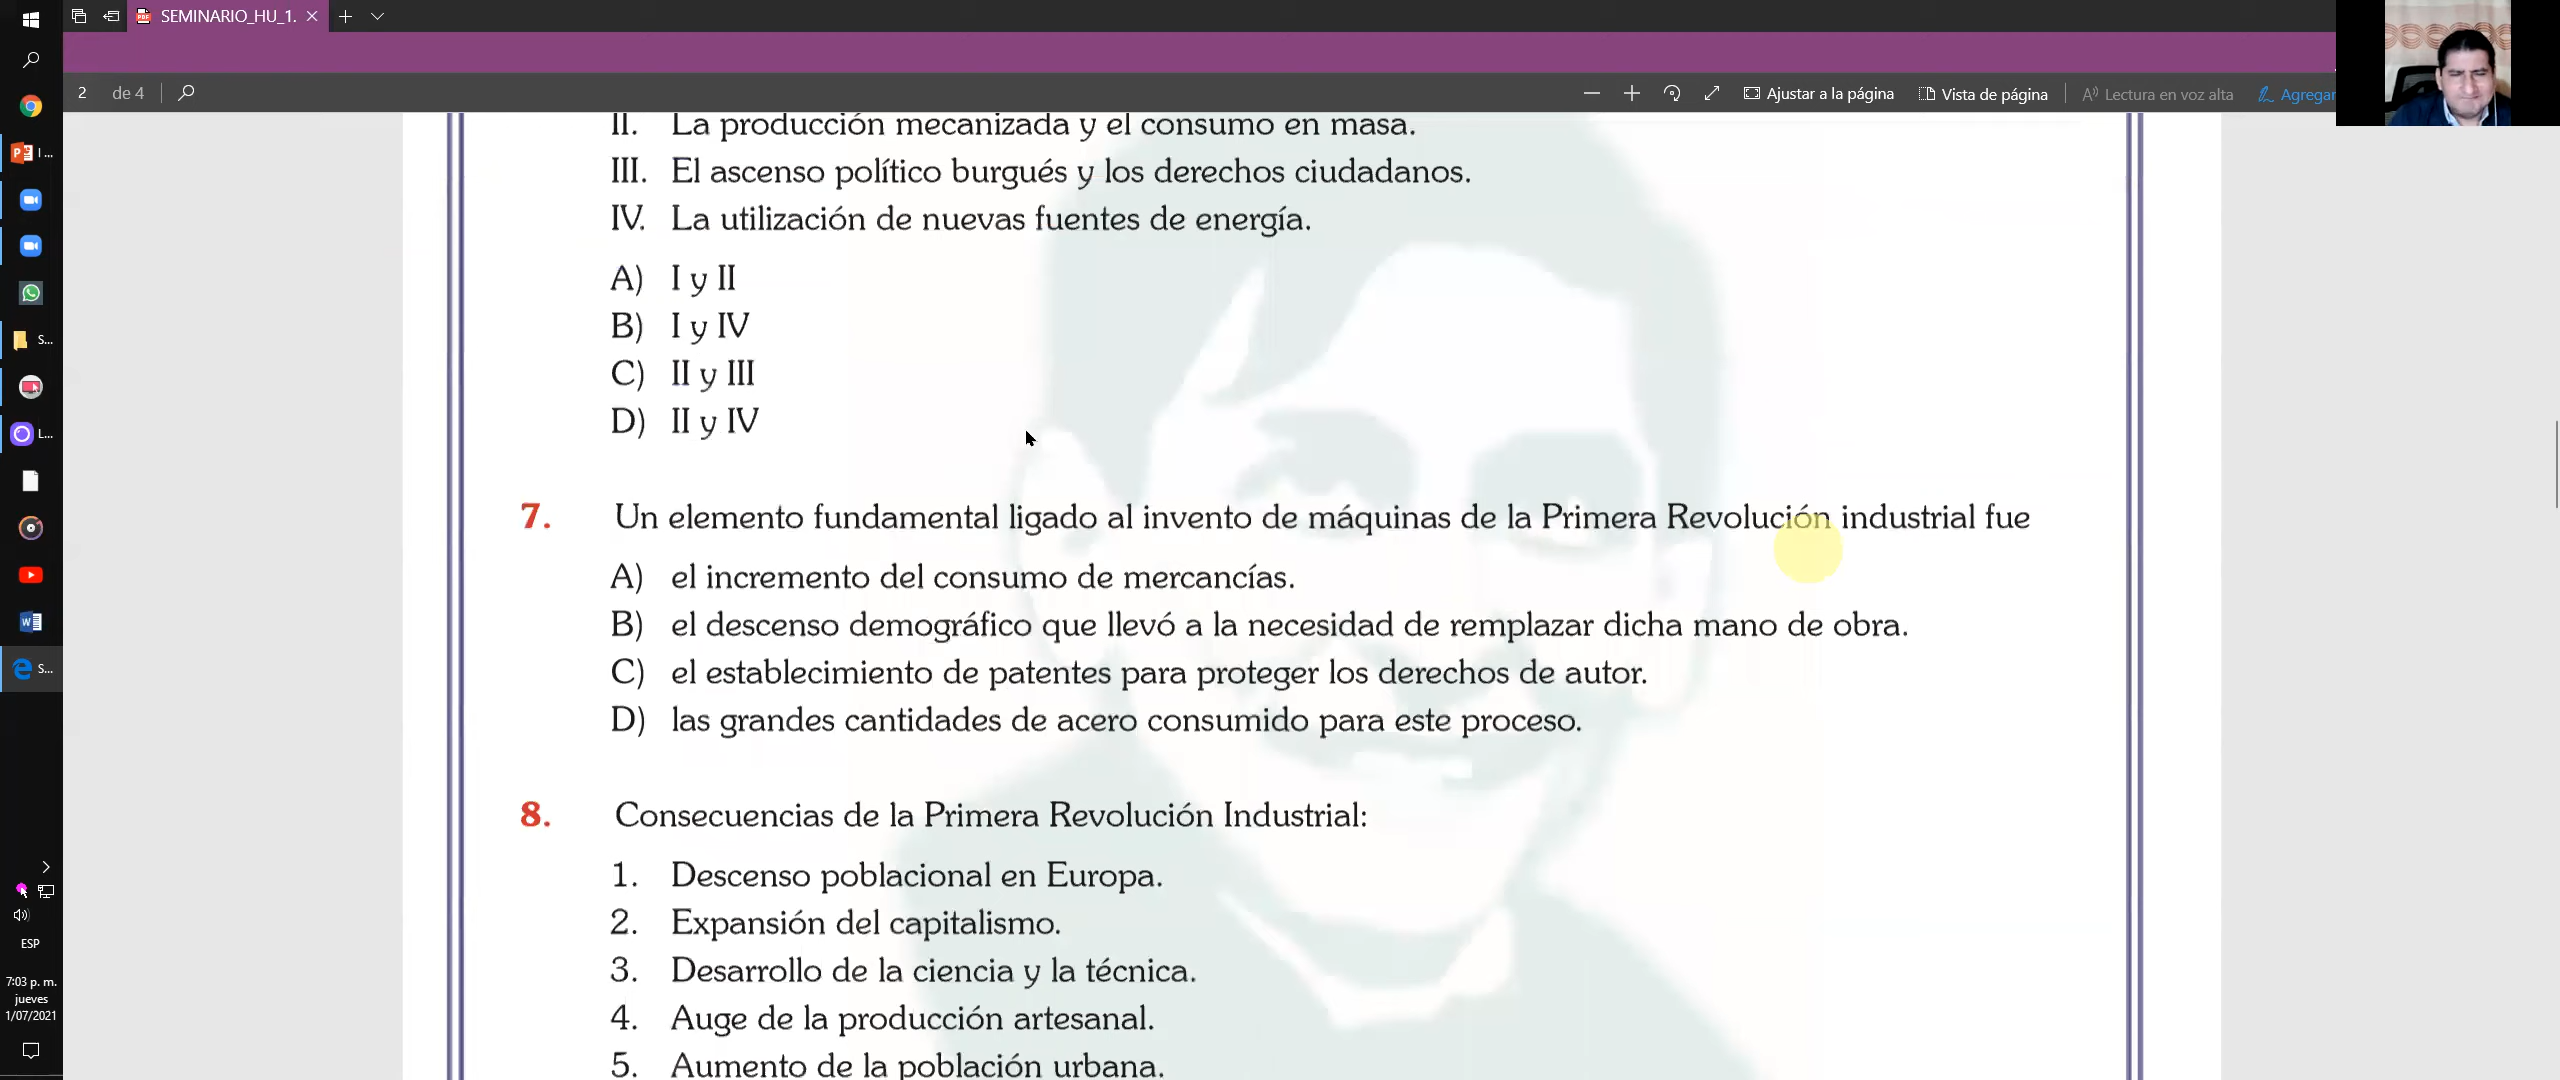 SEMINARIO_HU_1.
2 de 4
Ajustar a la página
Vista de página
Lectura en voz alta
Agregar
II. La producción mecanizada y el consumo en masa.
III. El ascenso político burgués y los derechos ciudadanos.
IV. La utilización de nuevas fuentes de energía.
A) I y II
B) I y IV
C) II y III
D) II y IV
7. Un elemento fundamental ligado al invento de máquinas de la Primera Revolución industrial fue
A) el incremento del consumo de mercancías.
B) el descenso demográfico que llevó a la necesidad de remplazar dicha mano de obra.
C) el establecimiento de patentes para proteger los derechos de autor.
D) las grandes cantidades de acero consumido para este proceso.
8. Consecuencias de la Primera Revolución Industrial:
1. Descenso poblacional en Europa.
2. Expansión del capitalismo.
3. Desarrollo de la ciencia y la técnica.
4. Auge de la producción artesanal.
5. Aumento de la población urbana.
I ...
S...
L...
S...
ESP
7:03 p. m.
jueves
1/07/2021